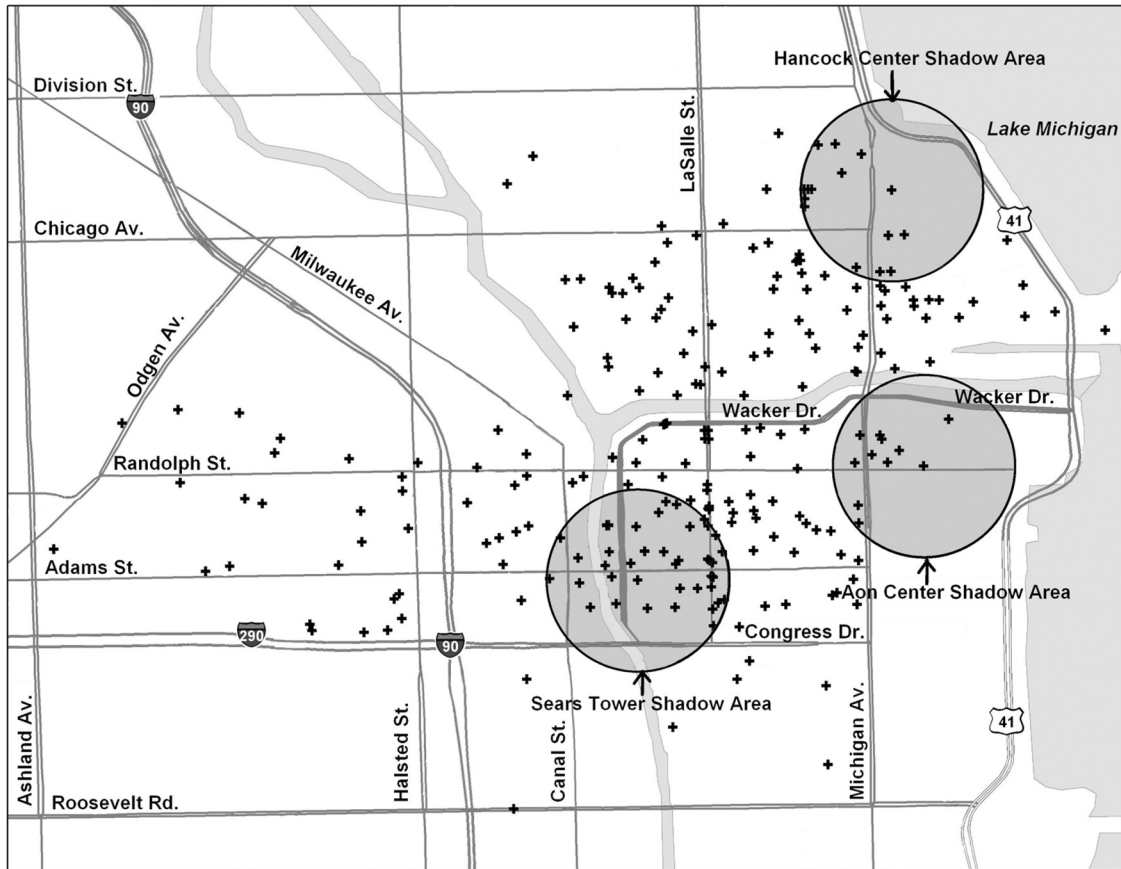 Hancock Center Shadow Area
Division St.
90
Lake Michigan
LaSalle St.
41
Chicago Av.
Milwaukee Av.
Odgen Av.
Wacker Dr.
Wacker Dr.
Randolph St.
Adams St.
Aon Center Shadow Area
290
90
Congress Dr.
Sears Tower Shadow Area
41
Ashland Av.
Halsted St.
Canal St.
Michigan Av.
Roosevelt Rd.